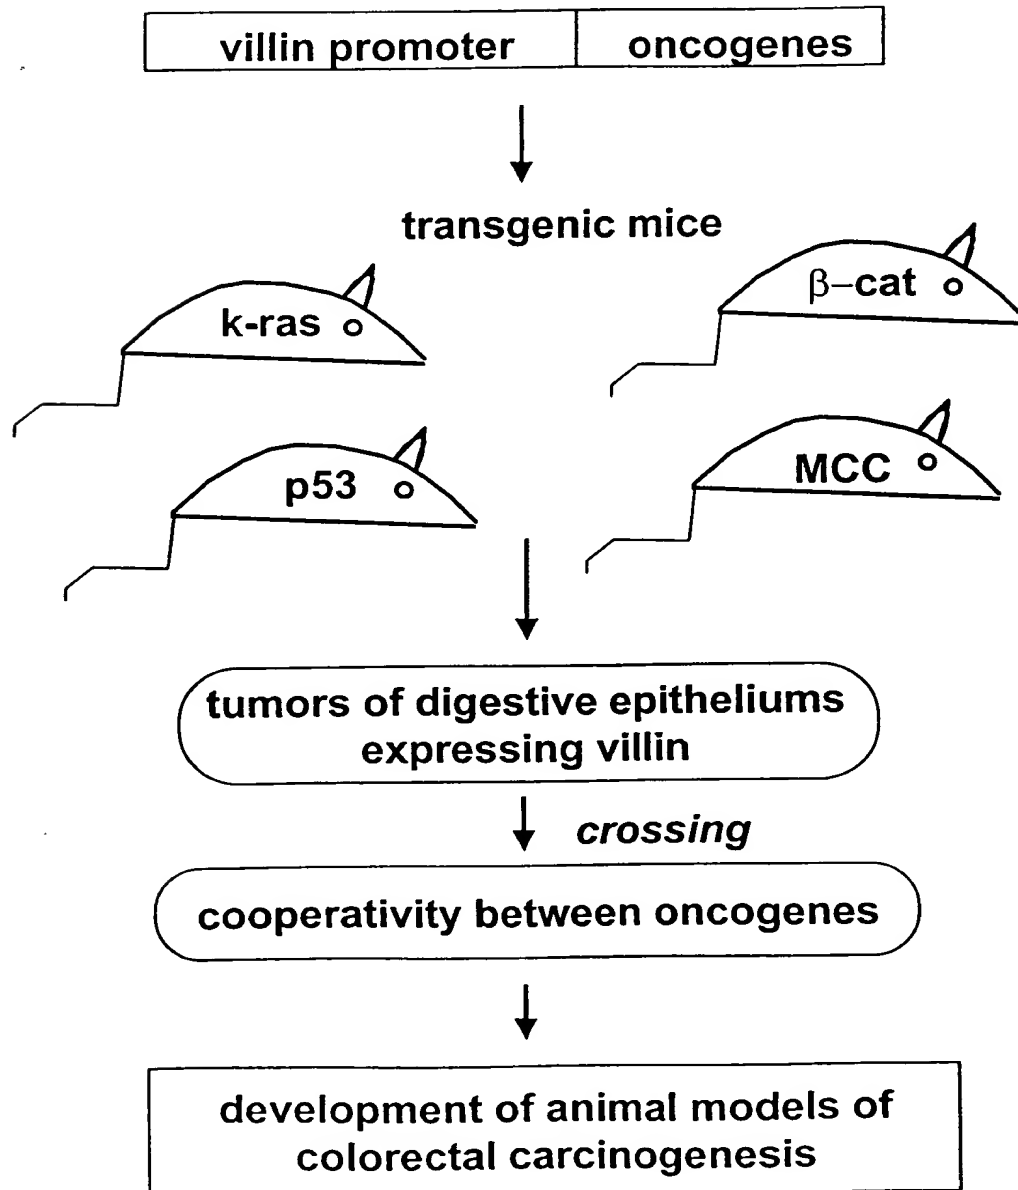 villin promoter oncogenes
transgenic mice
k-ras
β–cat
p53
MCC
tumors of digestive epitheliums
expressing villin
crossing
cooperativity between oncogenes
development of animal models of
colorectal carcinogenesis